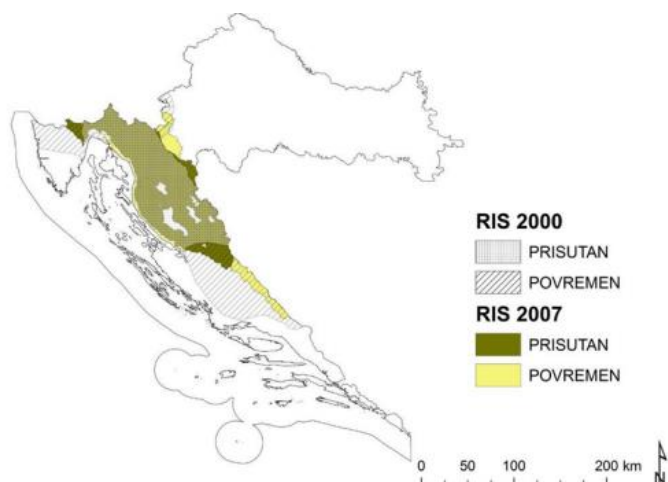 RIS 2000
PRISUTAN
POVREMEN
RIS 2007
PRISUTAN
POVREMEN
0 50 100 200 km
N